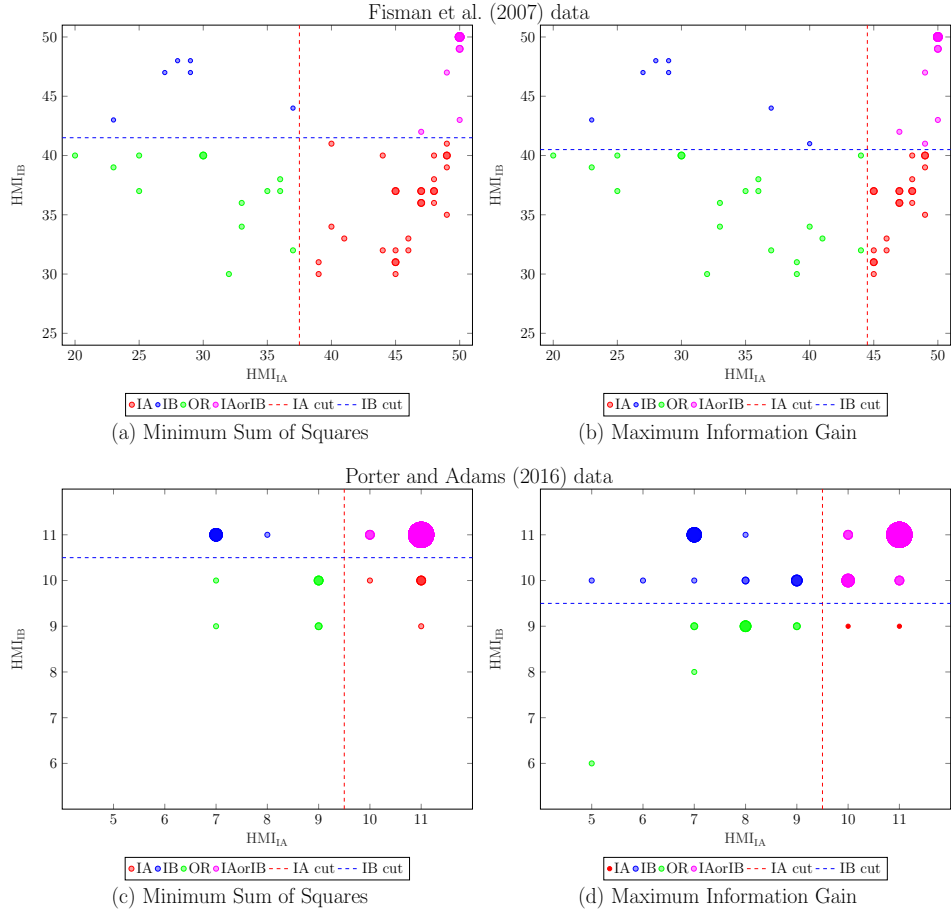 Fisman et al. (2007) data
50
45
40
35
30
25
HMI_IB
20 25 30 35 40 45 50
HMI_IA
IA IB OR IAorIB IA cut IB cut
(a) Minimum Sum of Squares
50
45
40
35
30
25
HMI_IB
20 25 30 35 40 45 50
HMI_IA
IA IB OR IAorIB IA cut IB cut
(b) Maximum Information Gain
Porter and Adams (2016) data
11
10
9
8
7
6
HMI_IB
5 6 7 8 9 10 11
HMI_IA
IA IB OR IAorIB IA cut IB cut
(c) Minimum Sum of Squares
11
10
9
8
7
6
HMI_IB
5 6 7 8 9 10 11
HMI_IA
IA IB OR IAorIB IA cut IB cut
(d) Maximum Information Gain